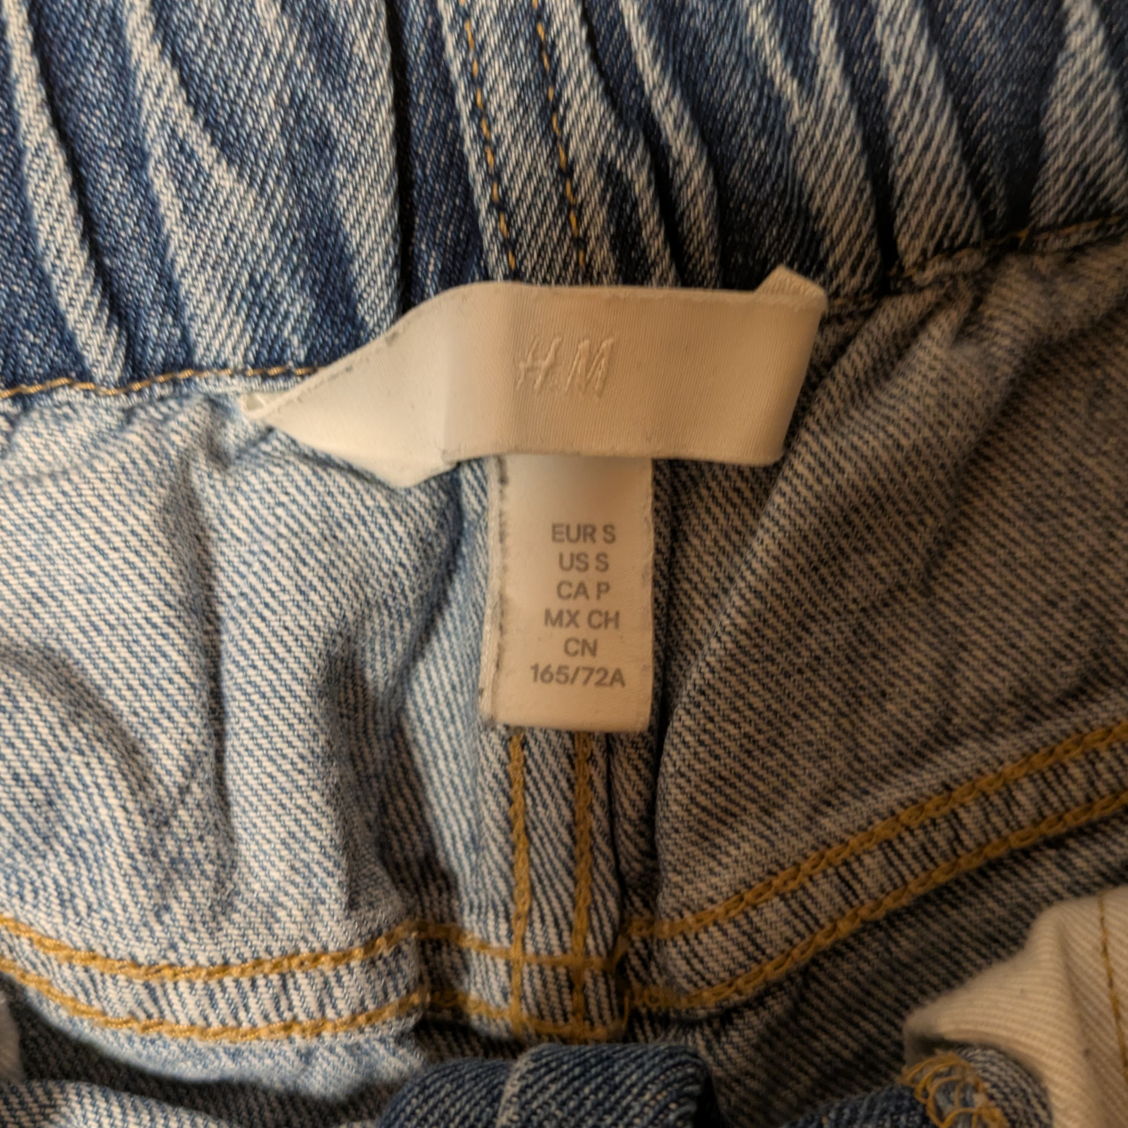 H&M
EUR S
US S
CA P
MX CH
CN
165/72A